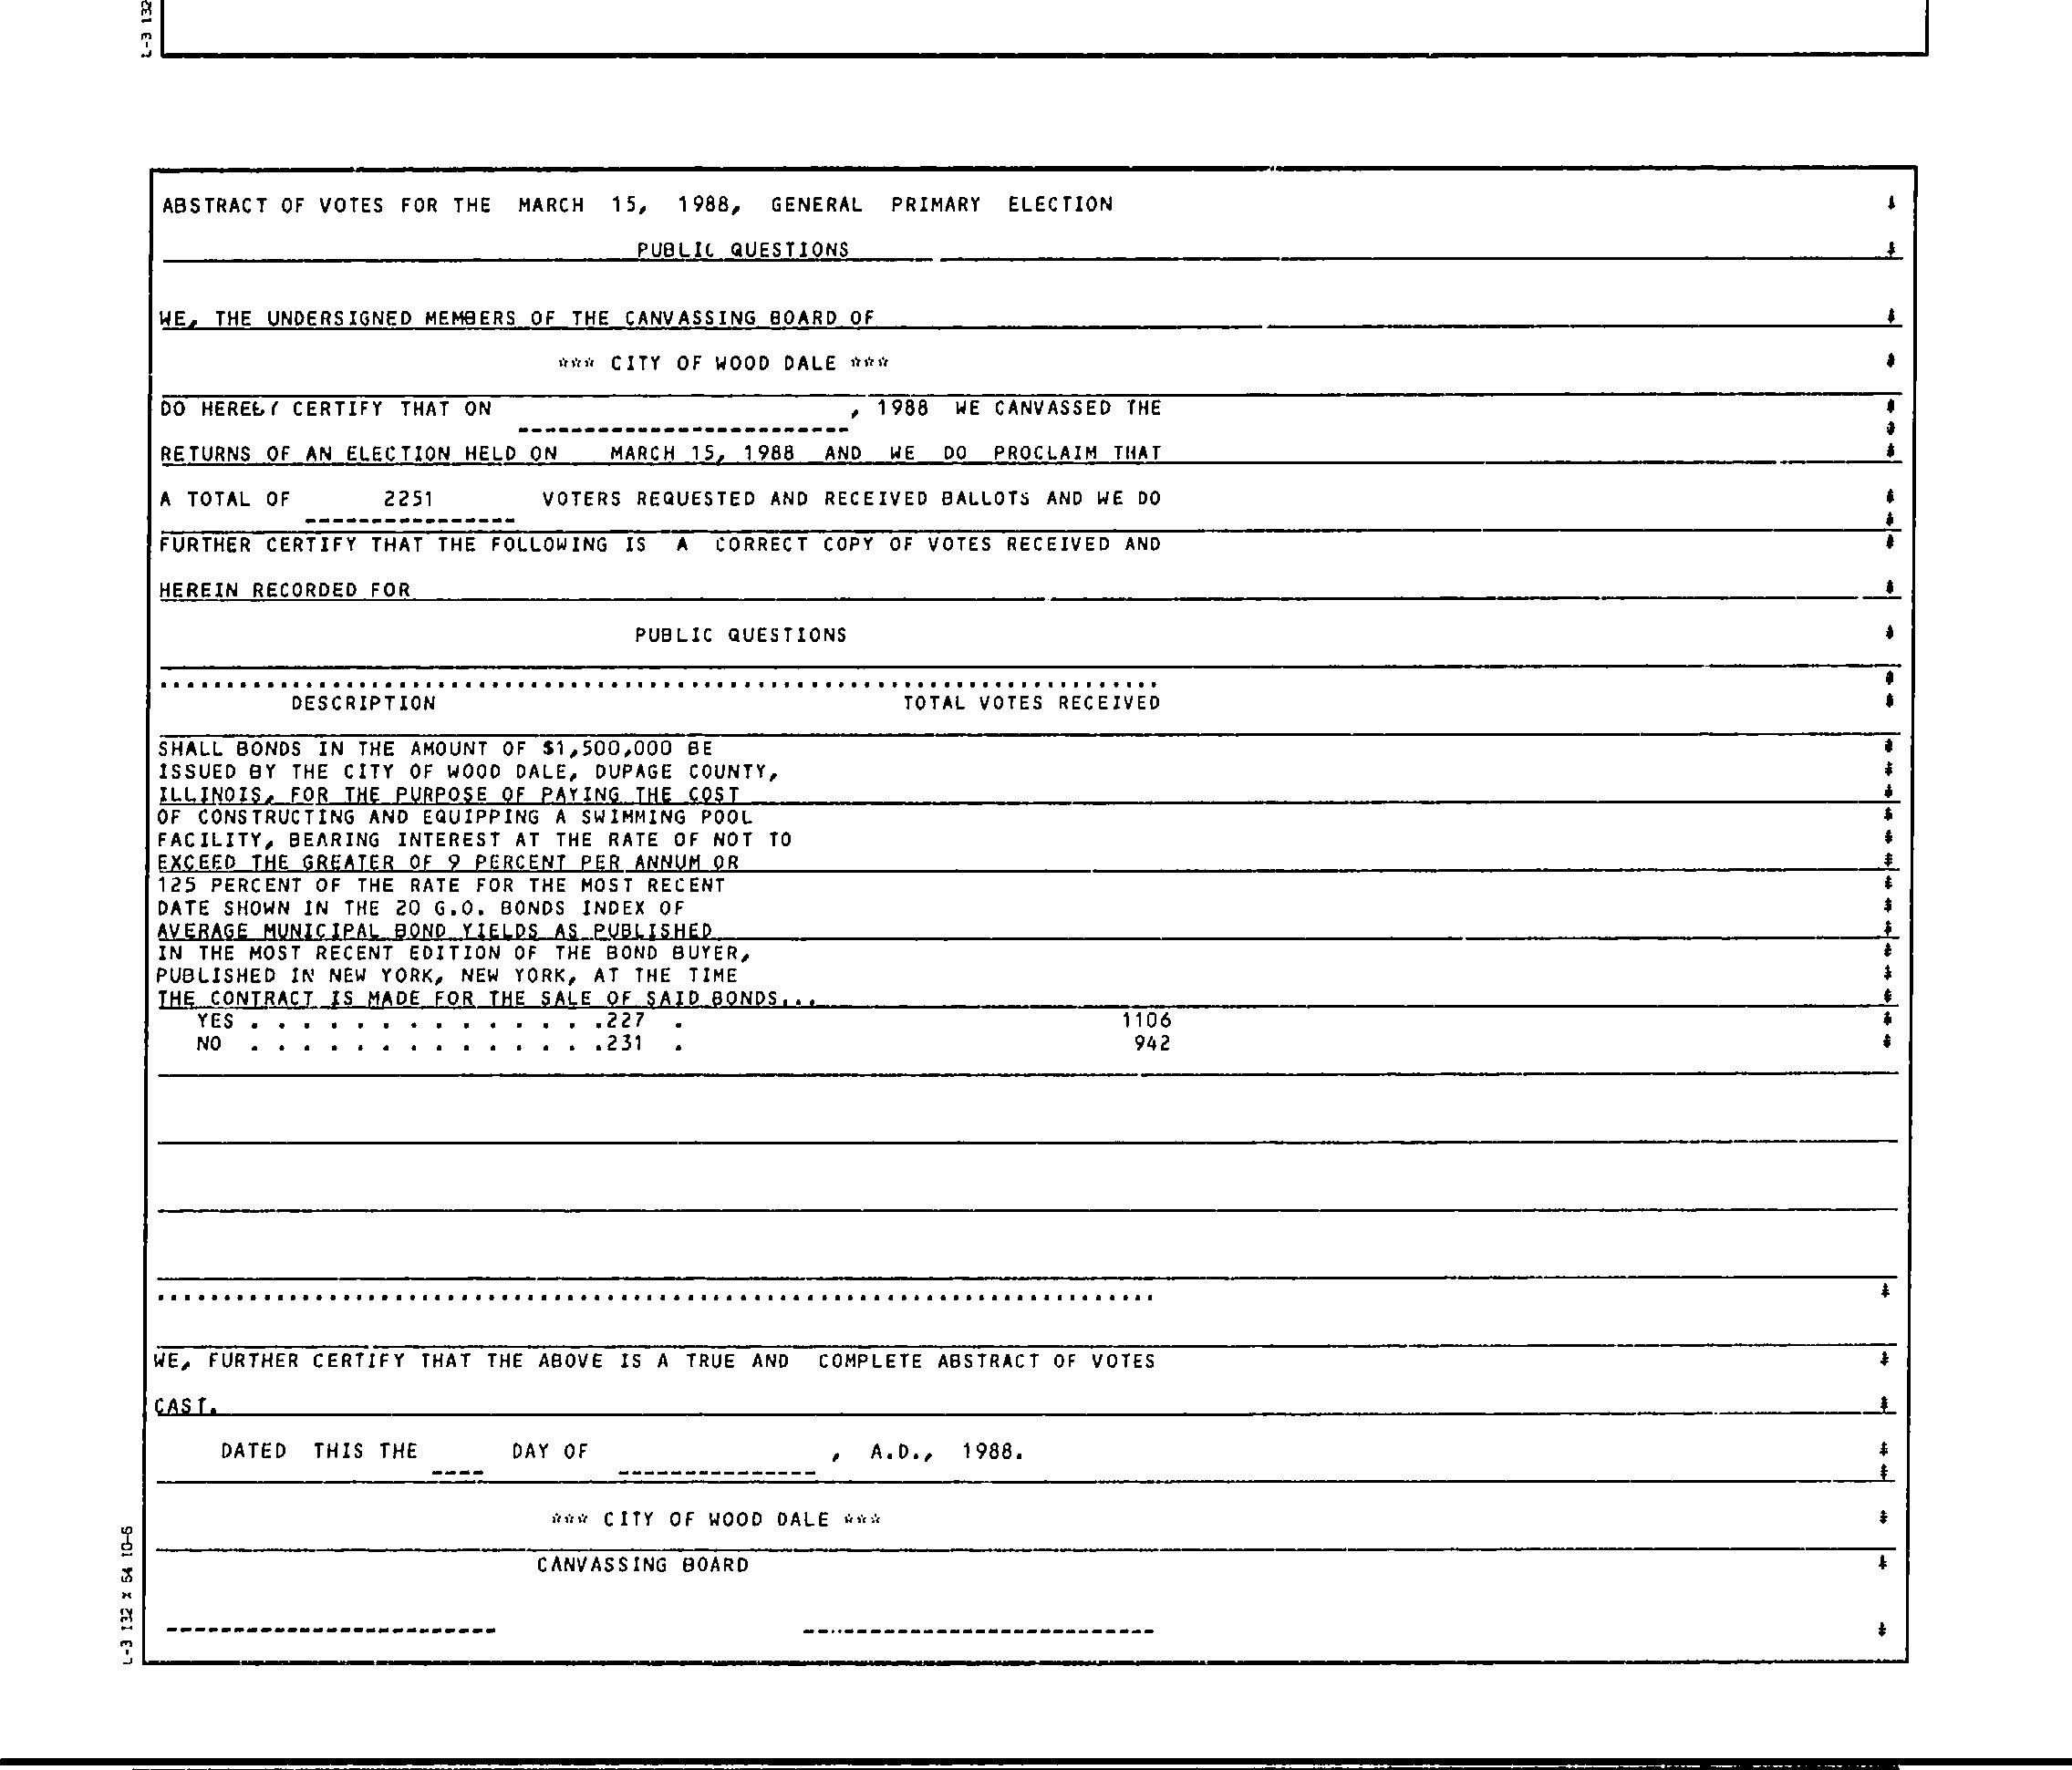 L-3 132
ABSTRACT OF VOTES FOR THE MARCH 15, 1988, GENERAL PRIMARY ELECTION
PUBLIC QUESTIONS
WE, THE UNDERSIGNED MEMBERS OF THE CANVASSING BOARD OF
*** CITY OF WOOD DALE ***
DO HEREBY CERTIFY THAT ON , 1988 WE CANVASSED THE
RETURNS OF AN ELECTION HELD ON MARCH 15, 1988 AND WE DO PROCLAIM THAT
A TOTAL OF 2251 VOTERS REQUESTED AND RECEIVED BALLOTS AND WE DO
FURTHER CERTIFY THAT THE FOLLOWING IS A CORRECT COPY OF VOTES RECEIVED AND
HEREIN RECORDED FOR
PUBLIC QUESTIONS
DESCRIPTION TOTAL VOTES RECEIVED
SHALL BONDS IN THE AMOUNT OF $1,500,000 BE
ISSUED BY THE CITY OF WOOD DALE, DUPAGE COUNTY,
ILLINOIS, FOR THE PURPOSE OF PAYING THE COST
OF CONSTRUCTING AND EQUIPPING A SWIMMING POOL
FACILITY, BEARING INTEREST AT THE RATE OF NOT TO
EXCEED THE GREATER OF 9 PERCENT PER ANNUM OR
125 PERCENT OF THE RATE FOR THE MOST RECENT
DATE SHOWN IN THE 20 G.O. BONDS INDEX OF
AVERAGE MUNICIPAL BOND YIELDS AS PUBLISHED
IN THE MOST RECENT EDITION OF THE BOND BUYER,
PUBLISHED IN NEW YORK, NEW YORK, AT THE TIME
THE CONTRACT IS MADE FOR THE SALE OF SAID BONDS...
YES . . . . . . . . . . . . . .227 . 1106
NO . . . . . . . . . . . . . .231 . 942
WE, FURTHER CERTIFY THAT THE ABOVE IS A TRUE AND COMPLETE ABSTRACT OF VOTES
CAST.
DATED THIS THE ____ DAY OF ______________ , A.D., 1988.
*** CITY OF WOOD DALE ***
CANVASSING BOARD
L-3 132 X 54 10-6